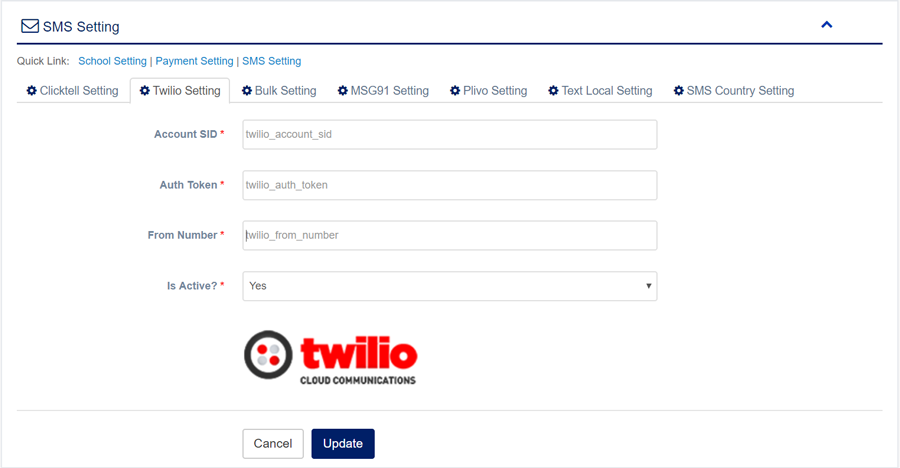 SMS Setting
Quick Link: School Setting | Payment Setting | SMS Setting
Clicktell Setting Twilio Setting Bulk Setting MSG91 Setting Plivo Setting Text Local Setting SMS Country Setting
Account SID * twilio_account_sid
Auth Token * twilio_auth_token
From Number * twilio_from_number
Is Active? * Yes
twilio
CLOUD COMMUNICATIONS
Cancel Update